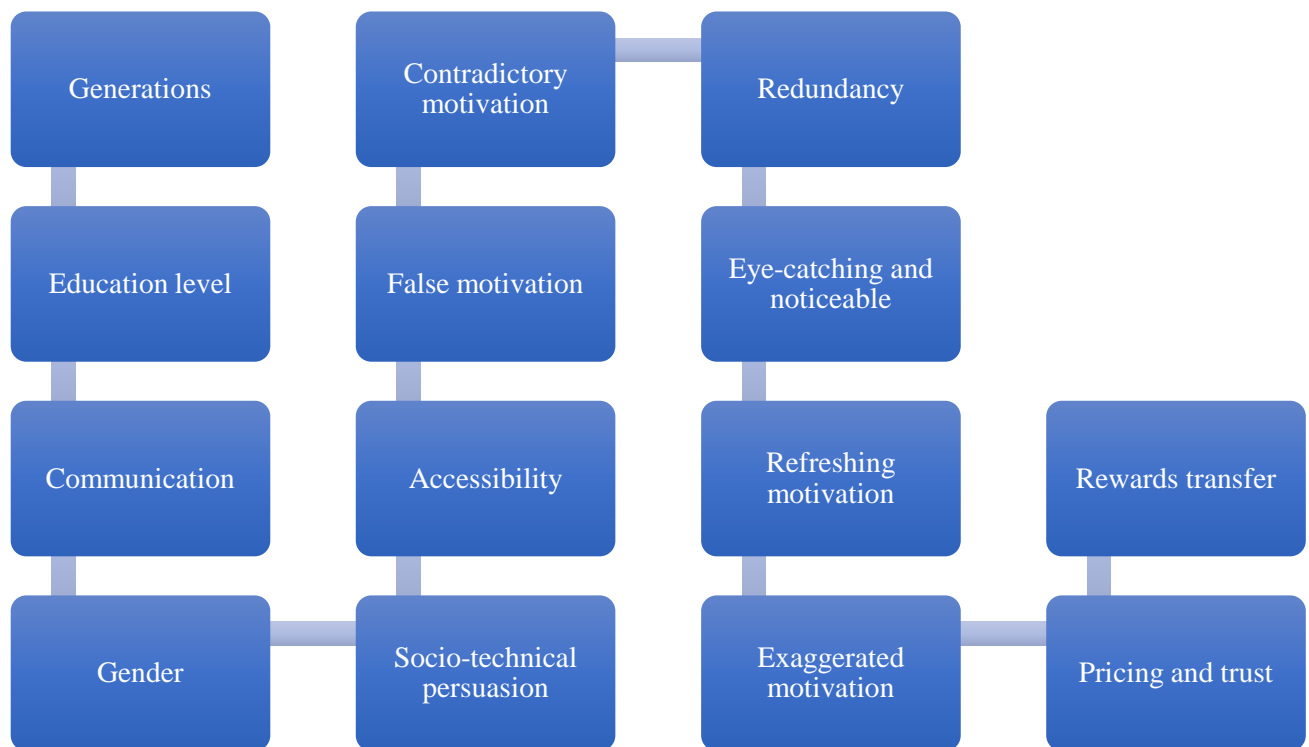 Generations
Education level
Communication
Gender
Socio-technical
persuasion
Accessibility
False motivation
Contradictory
motivation
Redundancy
Eye-catching and
noticeable
Refreshing
motivation
Exaggerated
motivation
Pricing and trust
Rewards transfer